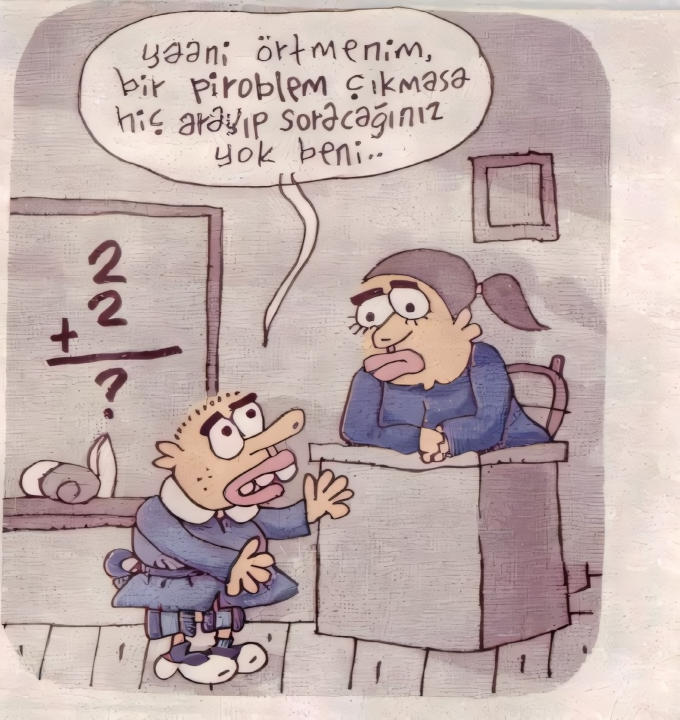 yaani örtmenim,
bir piroblem çıkmasa
hiç arayıp soracağınız
yok beni..
2
2
+
?